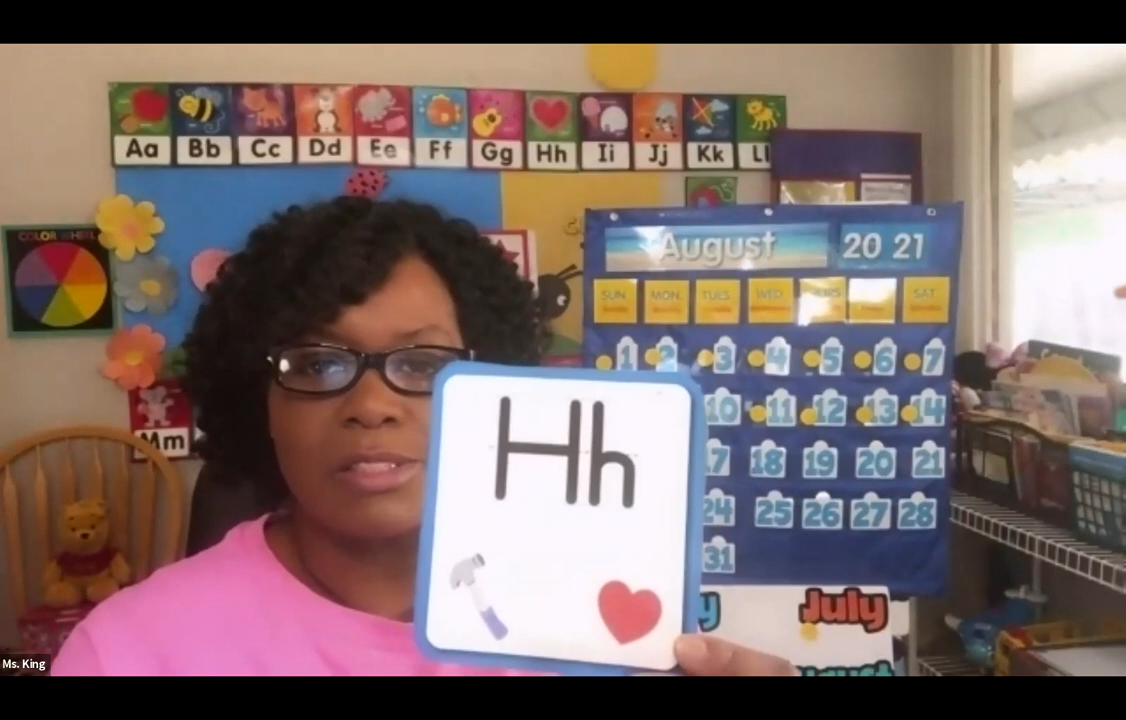 Aa Bb Cc Dd Ee Ff Gg Hh Ii Jj Kk Ll
COLOR WHEEL
August 20 21
SUN MON. TUES. WED. THURS SAT
1 2 3 4 5 6 7
10 11 12 13 14
17 18 19 20 21
24 25 26 27 28
31
Mm
Hh
July
Ms. King